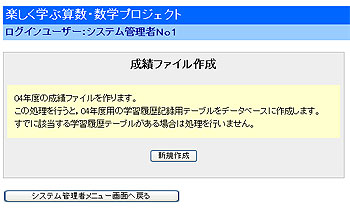 楽しく学ぶ算数・数学プロジェクト
ログインユーザー：システム管理者No1
成績ファイル作成
04年度の成績ファイルを作ります。
この処理を行うと、04年度用の学習履歴記録用テーブルをデータベースに作成します。
すでに該当する学習履歴テーブルがある場合は処理を行いません。
新規作成
システム管理者メニュー画面へ戻る